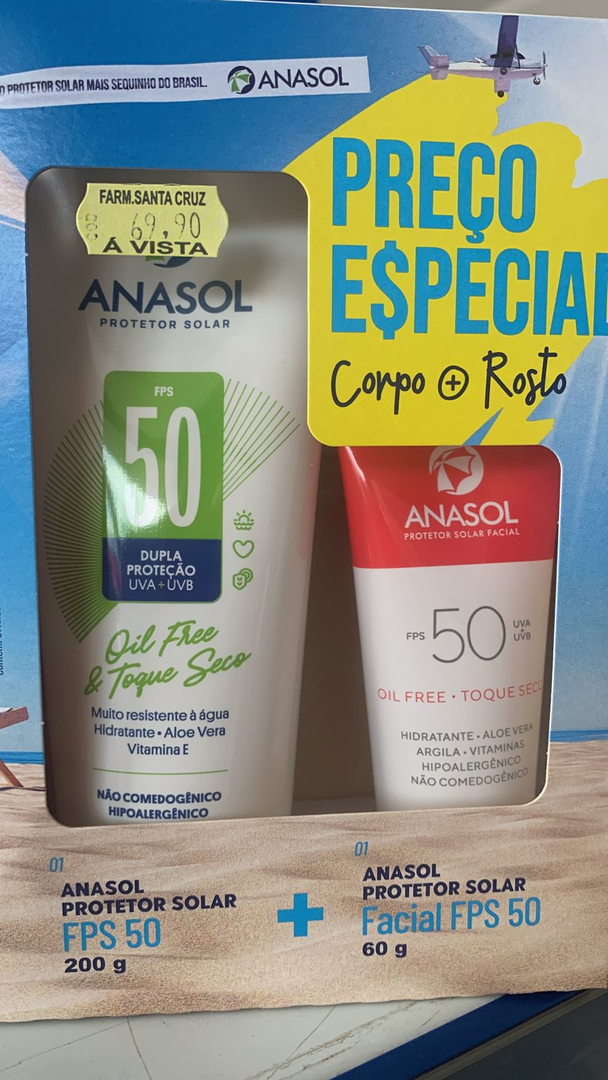 O PROTETOR SOLAR MAIS SEQUINHO DO BRASIL. ANASOL
PREÇO
E$PECIAL
Corpo + Rosto
FARM.SANTA CRUZ
69,90
Á VISTA
ANASOL
PROTETOR SOLAR
FPS
50
DUPLA
PROTEÇÃO
UVA+UVB
Oil Free
& Toque Seco
Muito resistente à água
Hidratante • Aloe Vera
Vitamina E
NÃO COMEDOGÊNICO
HIPOALERGÊNICO
ANASOL
PROTETOR SOLAR FACIAL
FPS 50 UVA + UVB
OIL FREE • TOQUE SECO
HIDRATANTE • ALOE VERA
ARGILA • VITAMINAS
HIPOALERGÊNICO
NÃO COMEDOGÊNICO
01
ANASOL
PROTETOR SOLAR
FPS 50
200 g
+
01
ANASOL
PROTETOR SOLAR
Facial FPS 50
60 g